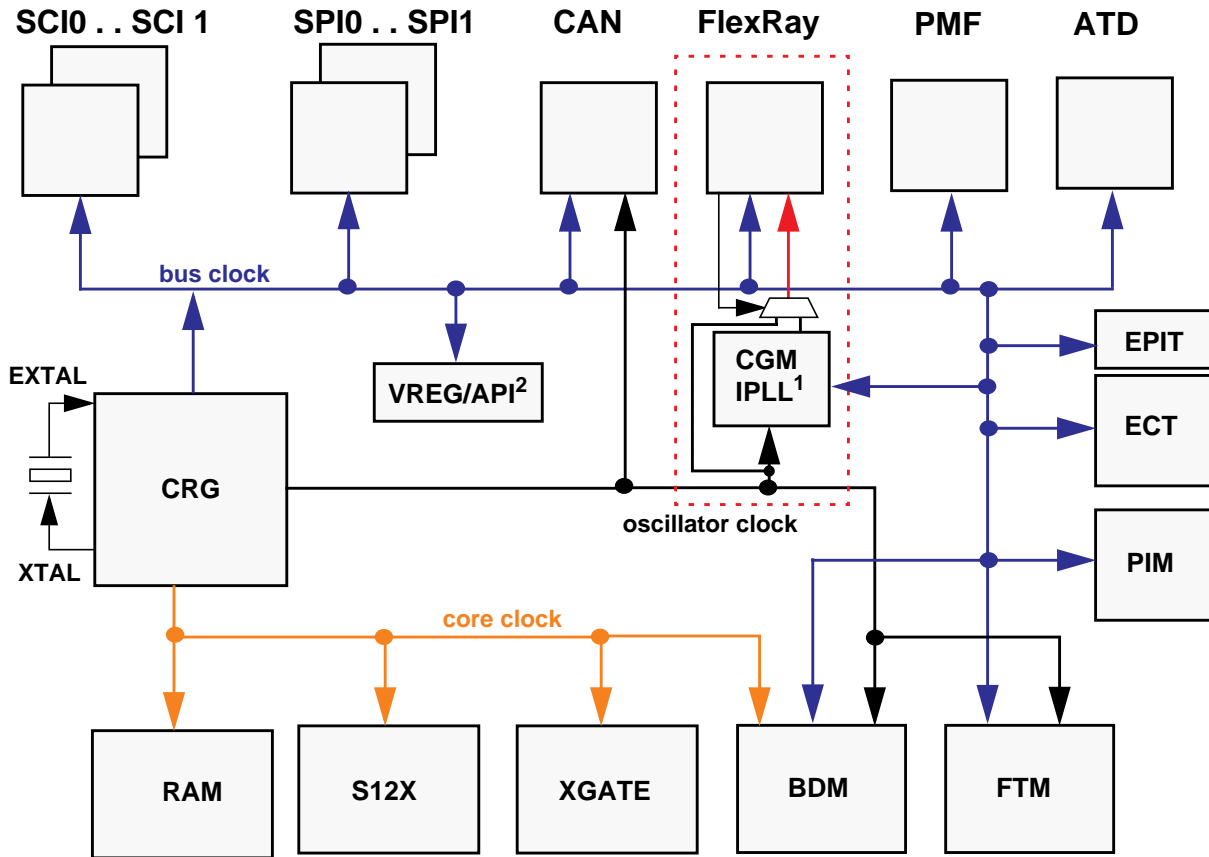 SCI0 . . SCI 1
SPI0 . . SPI1
CAN
FlexRay
PMF
ATD
bus clock
EXTAL
VREG/API2
CGM
IPLL1
EPIT
ECT
CRG
oscillator clock
XTAL
PIM
core clock
RAM
S12X
XGATE
BDM
FTM